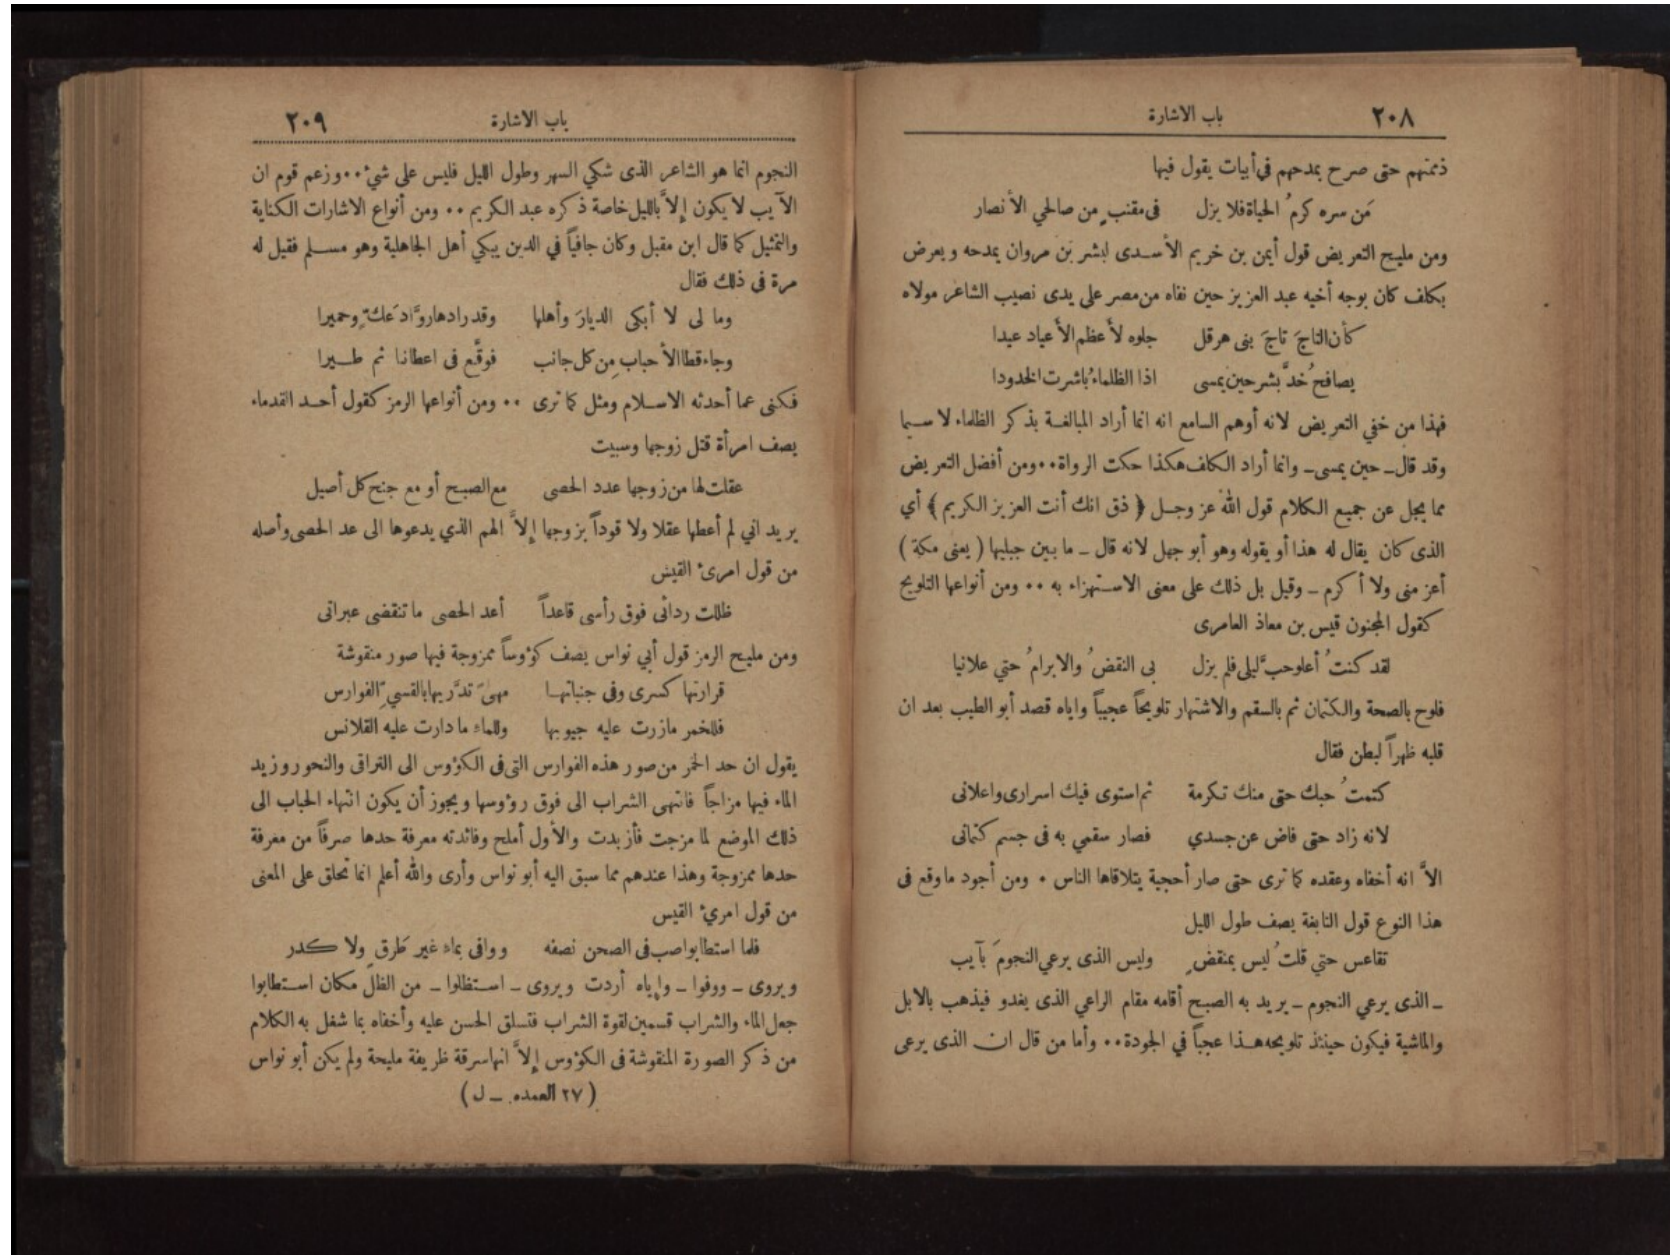 باب الاشارة ٢٠٨
ذممهم حتى صرح بمدحهم في أبيات يقول فيها
مَن سره كرمُ الحياة فلا يزل فى مقنبٍ من صالحي الأنصار
ومن مليح التعريض قول أيمن بن خريم الأسدى لبشر بن مروان يمدحه ويعرض
بكلف كان بوجه أخيه عبد العزيز حين نفاه من مصر على يدى نصيب الشاعر مولاه
كأن التاجَ تاجَ بنى هرقل جلوه لأعظم الأعياد عيدا
يصافح خدَّ بشر حين يمسى اذا الظلماءُ باشرت الخدودا
فهذا من خفي التعريض لانه أوهم السامع انه انما أراد المبالغة بذكر الظلماء لا سيما
وقد قال ـ حين يمسى ـ وانما أراد الكلف هكذا حكت الرواة ٠٠ ومن أفضل التعريض
مما يجل عن جميع الكلام قول الله عز وجل ﴿ ذق انك أنت العزيز الكريم ﴾ أي
الذى كان يقال له هذا أو يقوله وهو أبو جهل لانه قال ـ ما بين جبليها ( يعنى مكة )
أعز منى ولا أكرم ـ وقيل بل ذلك على معنى الاستهزاء به ٠٠ ومن أنواعها التلويح
كقول المجنون قيس بن معاذ العامرى
لقد كنتُ أعلو حبَّ ليلى فلم يزل بى النقضُ والابرامُ حتي علانيا
فلوح بالصحة والكتمان ثم بالسقم والاشتهار تلويحاً عجيباً واياه قصد أبو الطيب بعد ان
قلبه ظهراً لبطن فقال
كتمتُ حبك حتى منك تكرمة ثم استوى فيك اسرارى واعلانى
لانه زاد حتى فاض عن جسدي فصار سقمي به فى جسم كتمانى
الاَّ انه أخفاه وعقده كما ترى حتى صار أحجية يتلاقاها الناس ٠ ومن أجود ما وقع فى
هذا النوع قول النابغة يصف طول الليل
تقاعس حتي قلتُ ليس بمنقضٍ وليس الذى يرعي النجومَ بآيب
ـ الذى يرعي النجوم ـ يريد به الصبح أقامه مقام الراعي الذى يغدو فيذهب بالابل
والماشية فيكون حينئذ تلويحه هذا عجباً في الجودة ٠٠ وأما من قال ان الذى يرعى
باب الاشارة ٢٠٩
النجوم انما هو الشاعر الذى شكي السهر وطول الليل فليس على شىء ٠٠ وزعم قوم ان
الآيب لا يكون إلاَّ بالليل خاصة ذكره عبد الكريم ٠٠ ومن أنواع الاشارات الكناية
والتمثيل كما قال ابن مقبل وكان جافياً في الدين يبكي أهل الجاهلية وهو مسلم فقيل له
مرة فى ذلك فقال
وما لى لا أبكى الديارَ وأهلها وقد رادها روَّاد عَكٍّ وحميرا
وجاء قطا الأحباب من كل جانب فوقَّع فى اعطاننا ثم طيرا
فكنى عما أحدثه الاسلام ومثل كما ترى ٠٠ ومن أنواعها الرمز كقول أحد القدماء
يصف امرأة قتل زوجها وسبيت
عقلت لها من زوجها عدد الحصى مع الصبح أو مع جنح كل أصيل
يريد اني لم أعطها عقلا ولا قوداً بزوجها إلاَّ الهم الذي يدعوها الى عد الحصى وأصله
من قول امرئ القيس
ظللت ردائى فوق رأسى قاعداً أعد الحصى ما تنقضى عبراتى
ومن مليح الرمز قول أبي نواس يصف كؤوساً ممزوجة فيها صور منقوشة
قرارتها كسرى وفى جنباتها مهىً تدَّريها بالقسيِّ الفوارس
فللخمر ما زرت عليه جيوبها وللماء ما دارت عليه القلانس
يقول ان حد الخمر من صور هذه الفوارس التى فى الكؤوس الى التراقى والنحور وزيد
الماء فيها مزاجاً فانتهى الشراب الى فوق رؤوسها ويجوز أن يكون انتهاء الحباب الى
ذلك الموضع لما مزجت فأزبدت والأول أملح وفائدته معرفة حدها صرفاً من معرفة
حدها ممزوجة وهذا عندهم مما سبق اليه أبو نواس وأرى والله أعلم انما تحلق على المعنى
من قول امرئ القيس
فلما استطابوا صب فى الصحن نصفه ووافى بماء غير طَرقٍ ولا كدر
ويروى ـ ووفوا ـ وإياه أردت ويروى ـ استظلوا ـ من الظل مكان استطابوا
جعل الماء والشراب قسمين لقوة الشراب فتسلق الحسن عليه وأخفاه بما شغل به الكلام
من ذكر الصورة المنقوشة فى الكؤوس إلاَّ انها سرقة ظريفة مليحة ولم يكن أبو نواس
( ٢٧ العمده ـ ل )